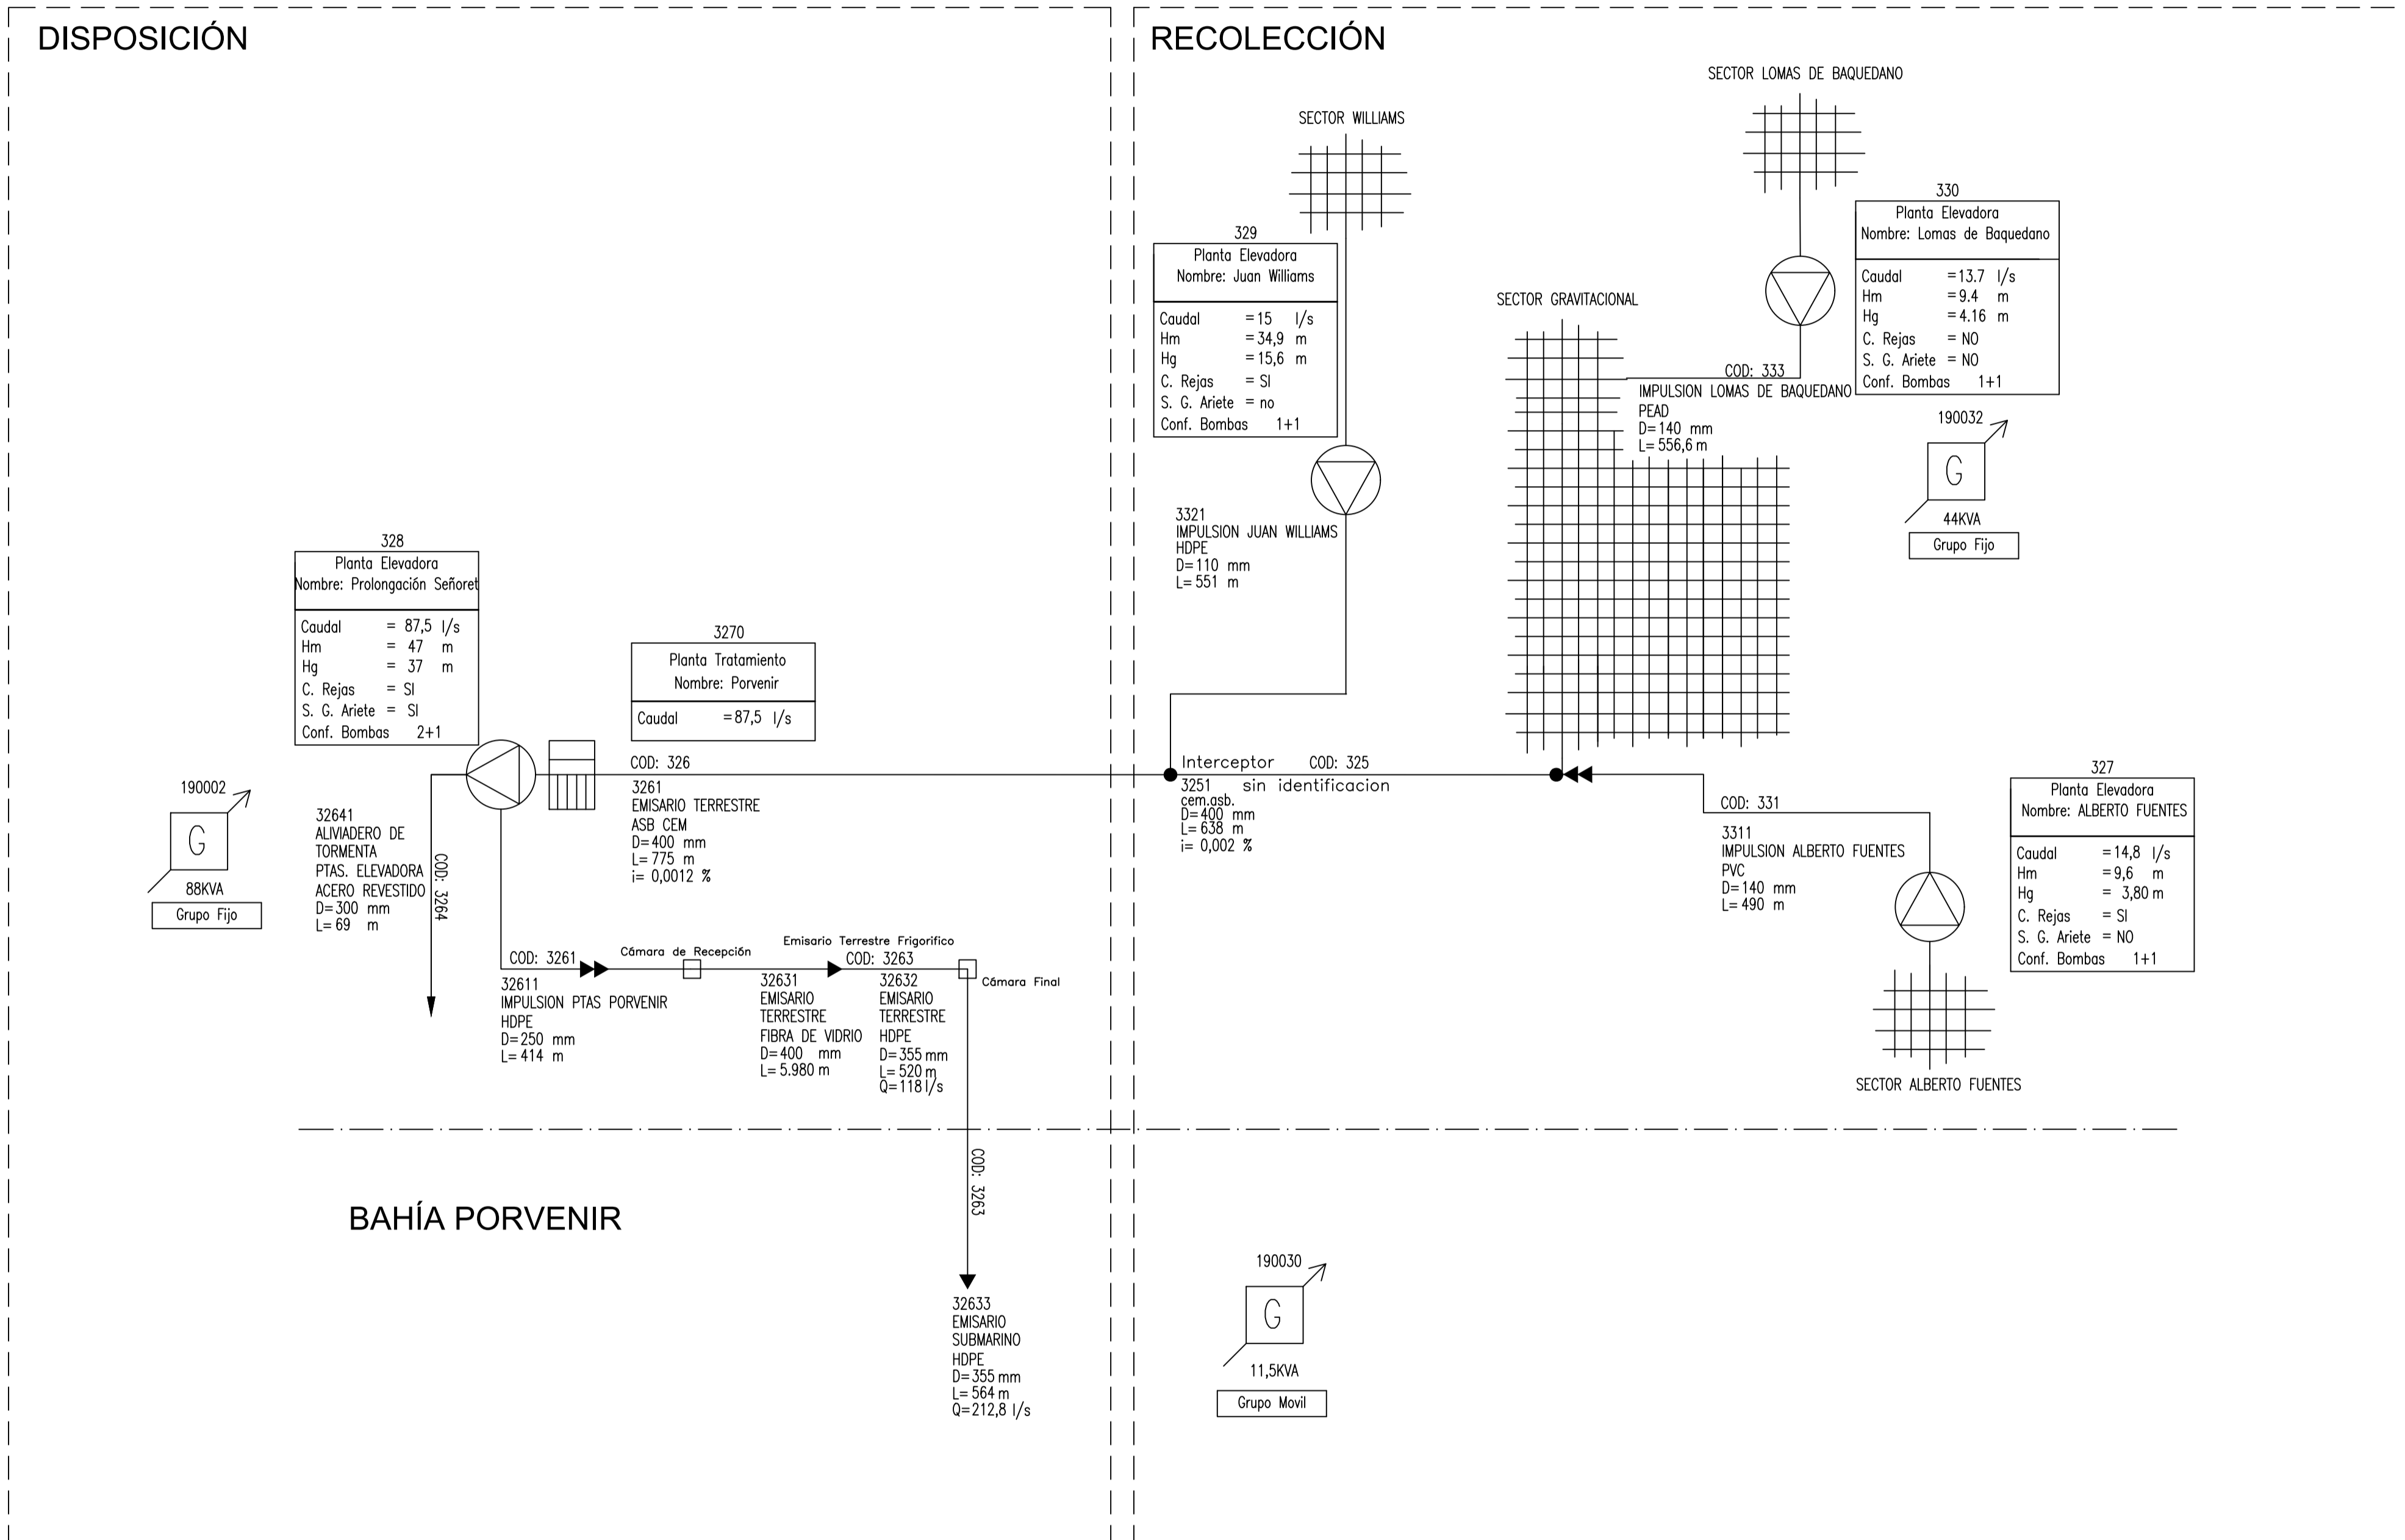 DISPOSICIÓN
RECOLECCIÓN
SECTOR LOMAS DE BAQUEDANO
SECTOR WILLIAMS
330
Planta Elevadora
Nombre: Lomas de Baquedano
Caudal =13.7 l/s
Hm =9.4 m
Hg =4.16 m
C. Rejas = NO
S. G. Ariete = NO
Conf. Bombas 1+1
329
Planta Elevadora
Nombre: Juan Williams
Caudal =15 l/s
Hm =34,9 m
Hg =15,6 m
C. Rejas = SI
S. G. Ariete = no
Conf. Bombas 1+1
SECTOR GRAVITACIONAL
COD: 333
IMPULSION LOMAS DE BAQUEDANO
PEAD
D=140 mm
L= 556,6 m
190032
G
44KVA
Grupo Fijo
3321
IMPULSION JUAN WILLIAMS
HDPE
D=110 mm
L= 551 m
328
Planta Elevadora
Nombre: Prolongación Señoret
Caudal = 87,5 l/s
Hm = 47 m
Hg = 37 m
C. Rejas = SI
S. G. Ariete = SI
Conf. Bombas 2+1
3270
Planta Tratamiento
Nombre: Porvenir
Caudal =87,5 l/s
190002
G
88KVA
Grupo Fijo
32641
ALIVIADERO DE
TORMENTA
PTAS. ELEVADORA
ACERO REVESTIDO
D=300 mm
L= 69 m
COD: 3264
COD: 326
3261
EMISARIO TERRESTRE
ASB CEM
D=400 mm
L= 775 m
i= 0,0012 %
Interceptor COD: 325
3251 sin identificacion
cem.asb.
D=400 mm
L= 638 m
i= 0,002 %
COD: 331
3311
IMPULSION ALBERTO FUENTES
PVC
D=140 mm
L= 490 m
327
Planta Elevadora
Nombre: ALBERTO FUENTES
Caudal =14,8 l/s
Hm =9,6 m
Hg = 3,80 m
C. Rejas = SI
S. G. Ariete = NO
Conf. Bombas 1+1
SECTOR ALBERTO FUENTES
COD: 3261
Cámara de Recepción
Emisario Terrestre Frigorifico
COD: 3263
Cámara Final
32611
IMPULSION PTAS PORVENIR
HDPE
D=250 mm
L= 414 m
32631
EMISARIO
TERRESTRE
FIBRA DE VIDRIO
D=400 mm
L= 5.980 m
32632
EMISARIO
TERRESTRE
HDPE
D=355 mm
L= 520 m
Q=118 l/s
COD: 3263
BAHÍA PORVENIR
32633
EMISARIO
SUBMARINO
HDPE
D=355 mm
L= 564 m
Q=212,8 l/s
190030
G
11,5KVA
Grupo Movil